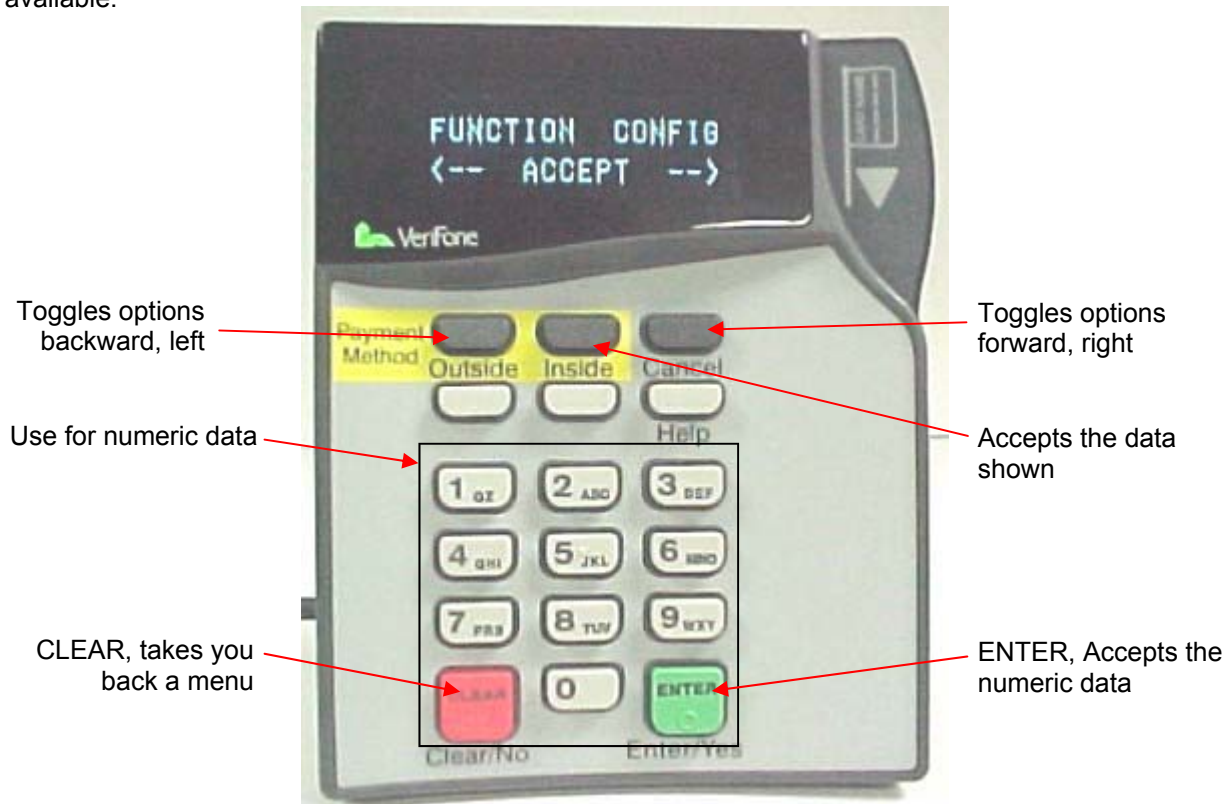 available.
FUNCTION CONFIG
<-- ACCEPT -->
VeriFone
Toggles options
backward, left
Toggles options
forward, right
Payment
Method
Outside
Inside
Cancel
Use for numeric data
Help
Accepts the data
shown
1 QZ
2 ABC
3 DEF
4 GHI
5 JKL
6 MNO
7 PRS
8 TUV
9 WXY
CLEAR, takes you
back a menu
CLEAR
0
ENTER
ENTER, Accepts the
numeric data
Clear/No
Enter/Yes